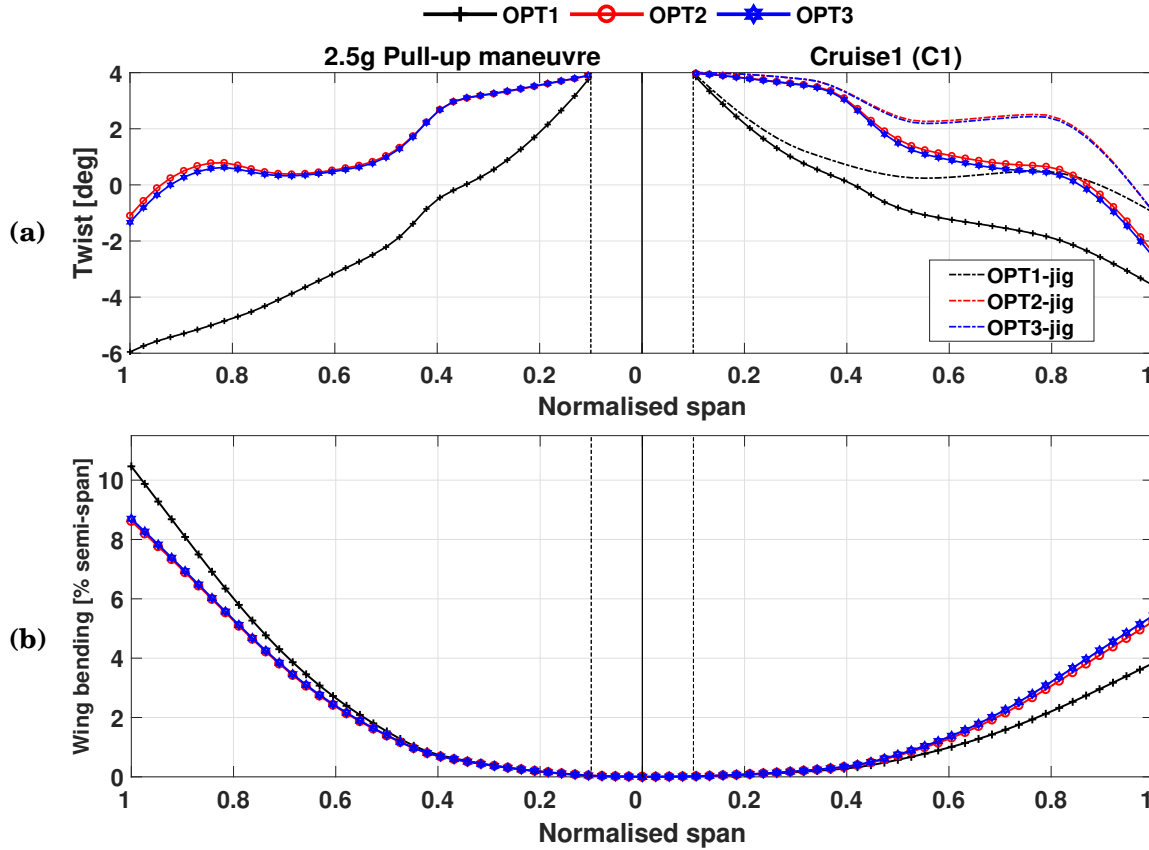 OPT1 OPT2 OPT3
2.5g Pull-up maneuvre Cruise1 (C1)
(a)
Twist [deg]
4
2
0
-2
-4
-6
OPT1-jig
OPT2-jig
OPT3-jig
1 0.8 0.6 0.4 0.2 0 0.2 0.4 0.6 0.8 1
Normalised span Normalised span
(b)
Wing bending [% semi-span]
10
8
6
4
2
0
1 0.8 0.6 0.4 0.2 0 0.2 0.4 0.6 0.8 1
Normalised span Normalised span